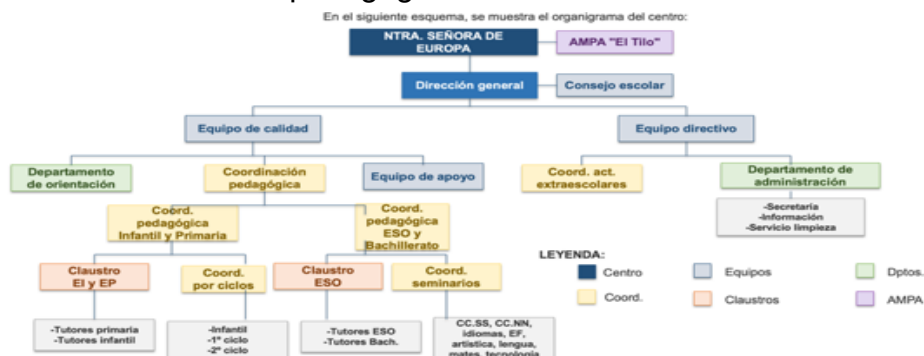 En el siguiente esquema, se muestra el organigrama del centro:
NTRA. SEÑORA DE
EUROPA
AMPA "El Tilo"
Dirección general
Consejo escolar
Equipo de calidad
Equipo directivo
Departamento
de orientación
Coordinación
pedagógica
Equipo de apoyo
Coord. act.
extraescolares
Departamento de
administración
-Secretaría
-Información
-Servicio limpieza
Coord.
pedagógica
Infantil y Primaria
Coord.
pedagógica
ESO y
Bachillerato
Claustro
EI y EP
Coord.
por ciclos
Claustro
ESO
Coord.
seminarios
-Tutores primaria
-Tutores infantil
-Infantil
-1º ciclo
-2º ciclo
-Tutores ESO
-Tutores Bach.
CC.SS, CC.NN,
idiomas, EF,
artística, lengua,
mates, tecnología
LEYENDA:
Centro
Equipos
Dptos.
Coord.
Claustros
AMPA